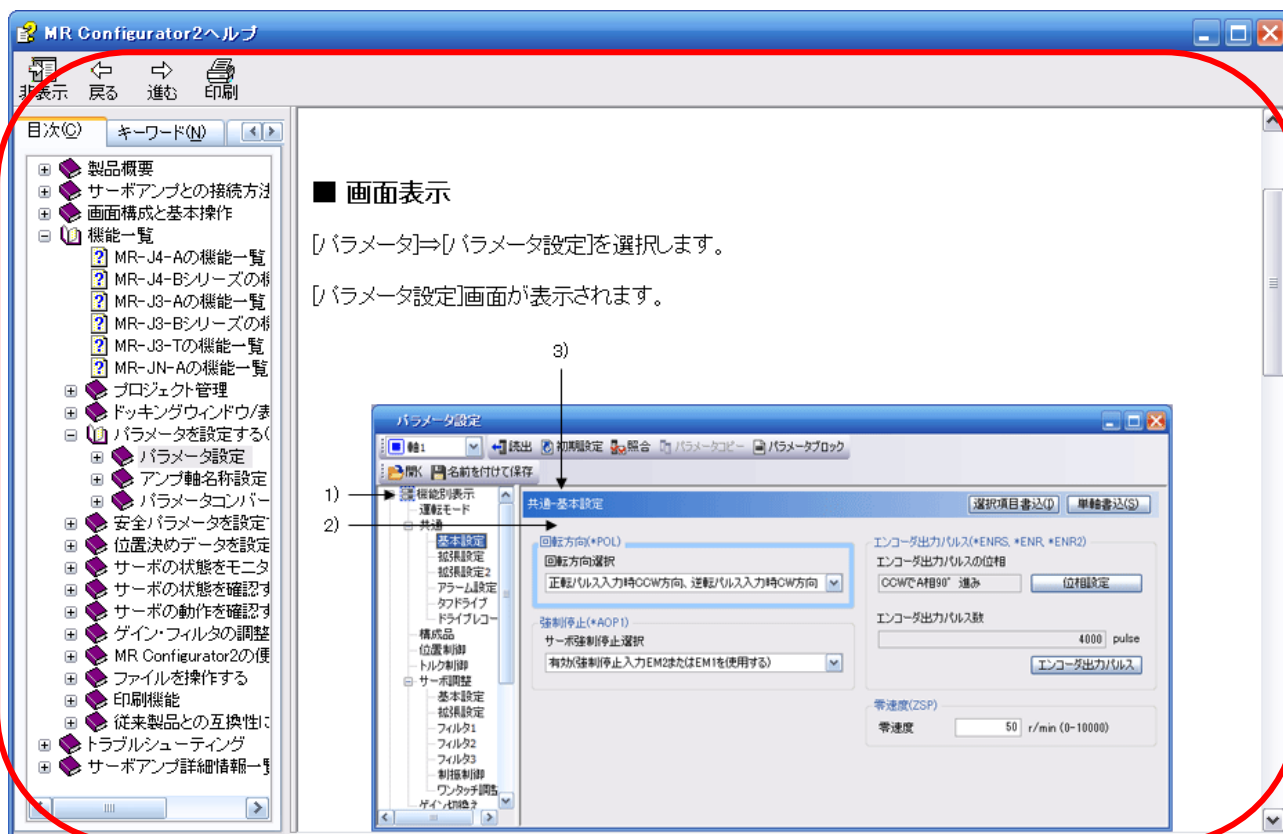 MR Configurator2ヘルプ
非表示 戻る 進む 印刷
目次(C) キーワード(N)
製品概要
サーボアンプとの接続方法
画面構成と基本操作
機能一覧
MR-J4-Aの機能一覧
MR-J4-Bシリーズの
MR-J3-Aの機能一覧
MR-J3-Bシリーズの
MR-J3-Tの機能一覧
MR-JN-Aの機能一覧
プロジェクト管理
ドッキングウィンドウ/表
パラメータを設定する(
パラメータ設定
アンプ軸名称設定
パラメータコンバー
安全パラメータを設定
位置決めデータを設定
サーボの状態をモニタ
サーボの状態を確認す
サーボの動作を確認す
ゲイン・フィルタの調整
MR Configurator2の便
ファイルを操作する
印刷機能
従来製品との互換性に
トラブルシューティング
サーボアンプ詳細情報一覧
■ 画面表示
[パラメータ]⇒[パラメータ設定]を選択します。
[パラメータ設定]画面が表示されます。
3)
1)
2)
パラメータ設定
軸1 読出 初期設定 照合 パラメータコピー パラメータブロック
開く 名前を付けて保存
機能別表示
運転モード
共通
基本設定
拡張設定
拡張設定2
アラーム設定
タフドライブ
ドライブレコー
構成品
位置制御
トルク制御
サーボ調整
基本設定
拡張設定
フィルタ1
フィルタ2
フィルタ3
制振制御
ワンタッチ調整
ゲイン切換え
共通-基本設定 選択項目書込(I) 単軸書込(S)
回転方向(*POL)
回転方向選択
正転パルス入力時CCW方向、逆転パルス入力時CW方向
強制停止(*AOP1)
サーボ強制停止選択
有効(強制停止入力EM2またはEM1を使用する)
エンコーダ出力パルス(*ENRS, *ENR, *ENR2)
エンコーダ出力パルスの位相
CCWでA相90°進み 位相設定
エンコーダ出力パルス数
4000 pulse
エンコーダ出力パルス
零速度(ZSP)
零速度 50 r/min (0-10000)